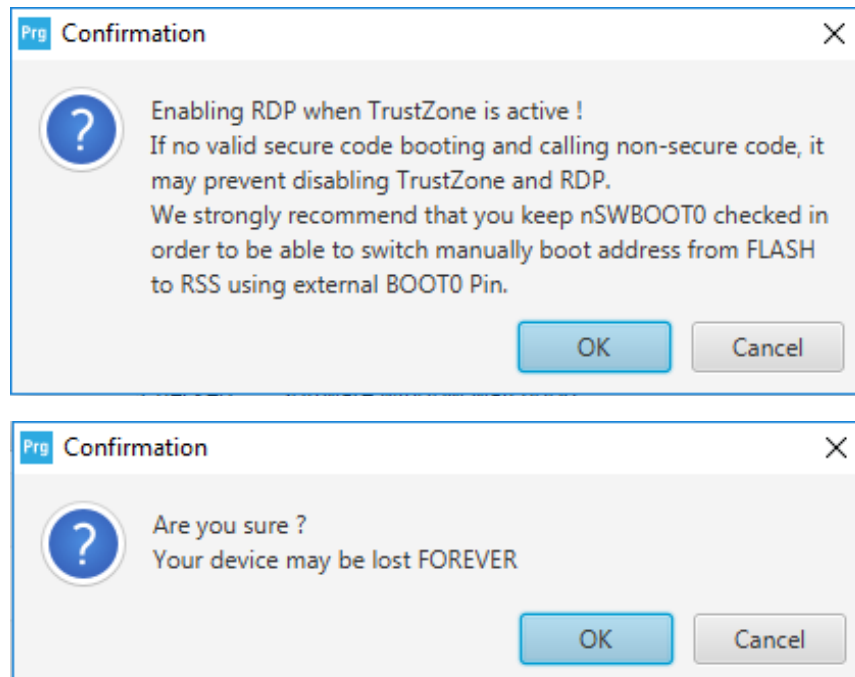 Prg Confirmation
Enabling RDP when TrustZone is active !
If no valid secure code booting and calling non-secure code, it
may prevent disabling TrustZone and RDP.
We strongly recommend that you keep nSWBOOT0 checked in
order to be able to switch manually boot address from FLASH
to RSS using external BOOT0 Pin.
OK Cancel
Prg Confirmation
Are you sure ?
Your device may be lost FOREVER
OK Cancel